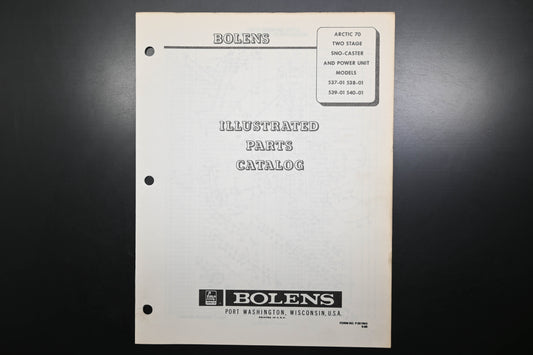 BOLENS
ARCTIC 70
TWO STAGE
SNO-CASTER
AND POWER UNIT
MODELS
537-01 538-01
539-01 540-01
ILLUSTRATED
PARTS
CATALOG
BOLENS
PORT WASHINGTON, WISCONSIN, U.S.A.